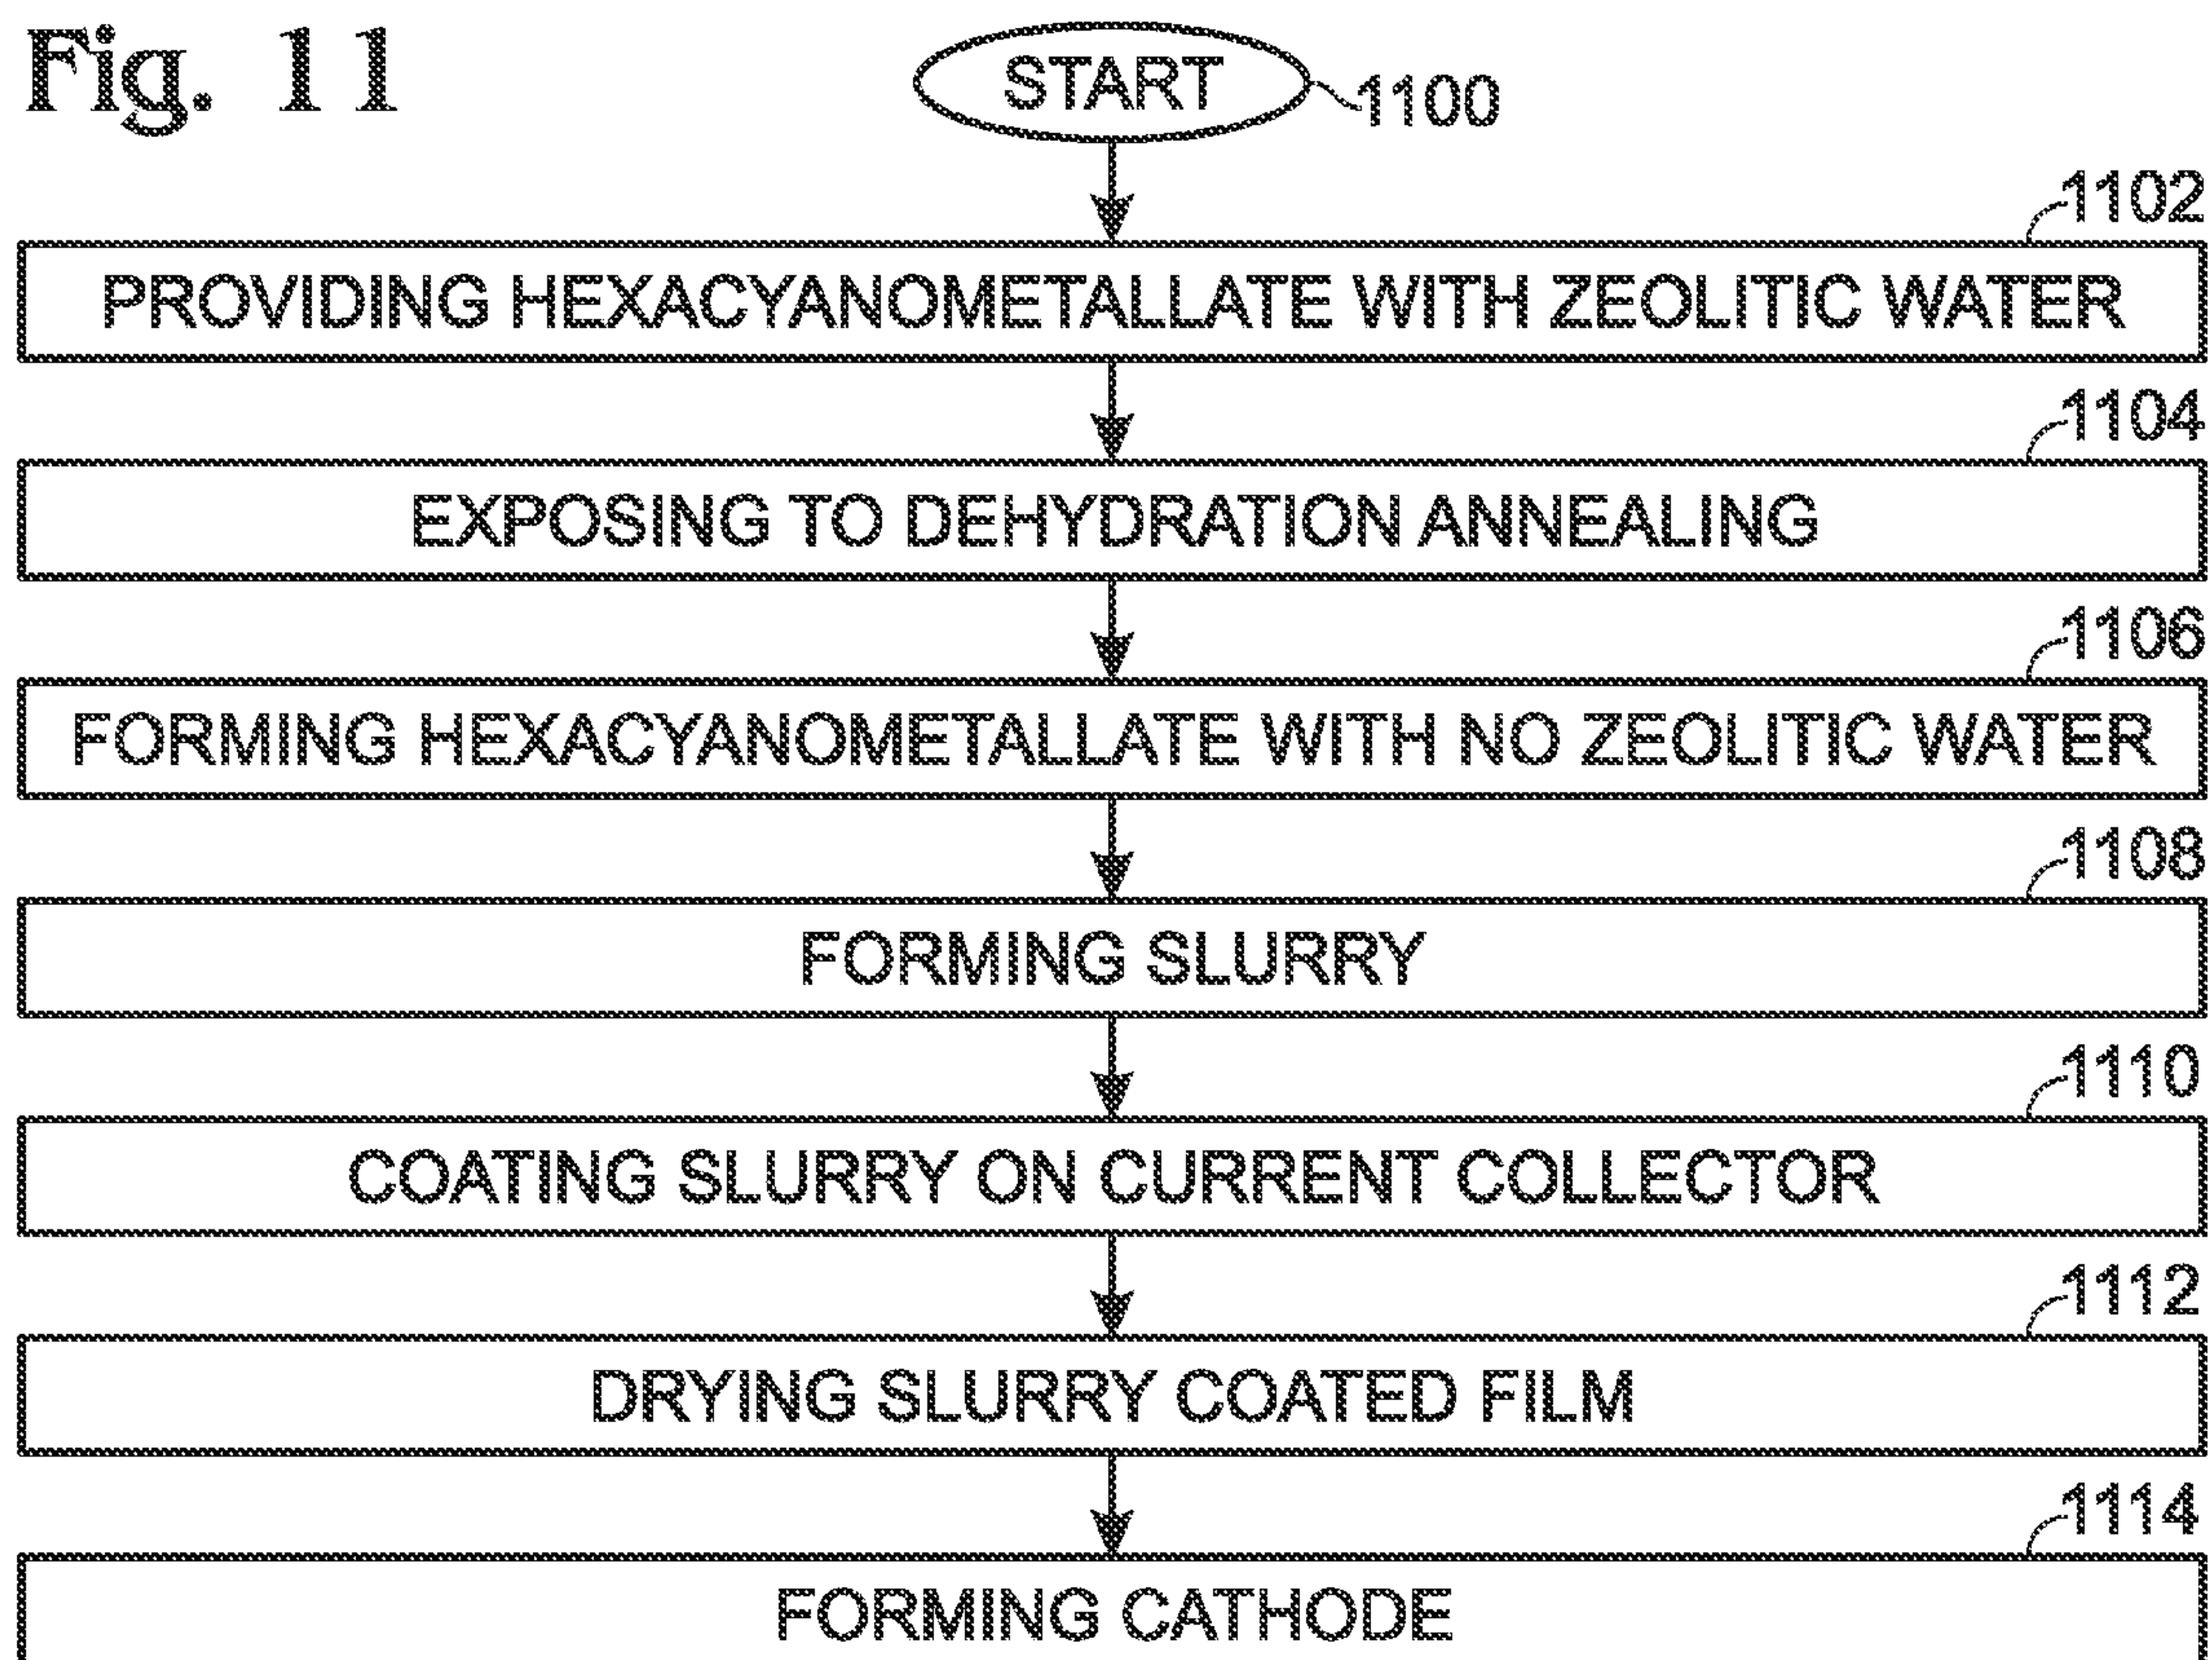 Fig. 11
START
1100
1102
PROVIDING HEXACYANOMETALLATE WITH ZEOLITIC WATER
1104
EXPOSING TO DEHYDRATION ANNEALING
1106
FORMING HEXACYANOMETALLATE WITH NO ZEOLITIC WATER
1108
FORMING SLURRY
1110
COATING SLURRY ON CURRENT COLLECTOR
1112
DRYING SLURRY COATED FILM
1114
FORMING CATHODE